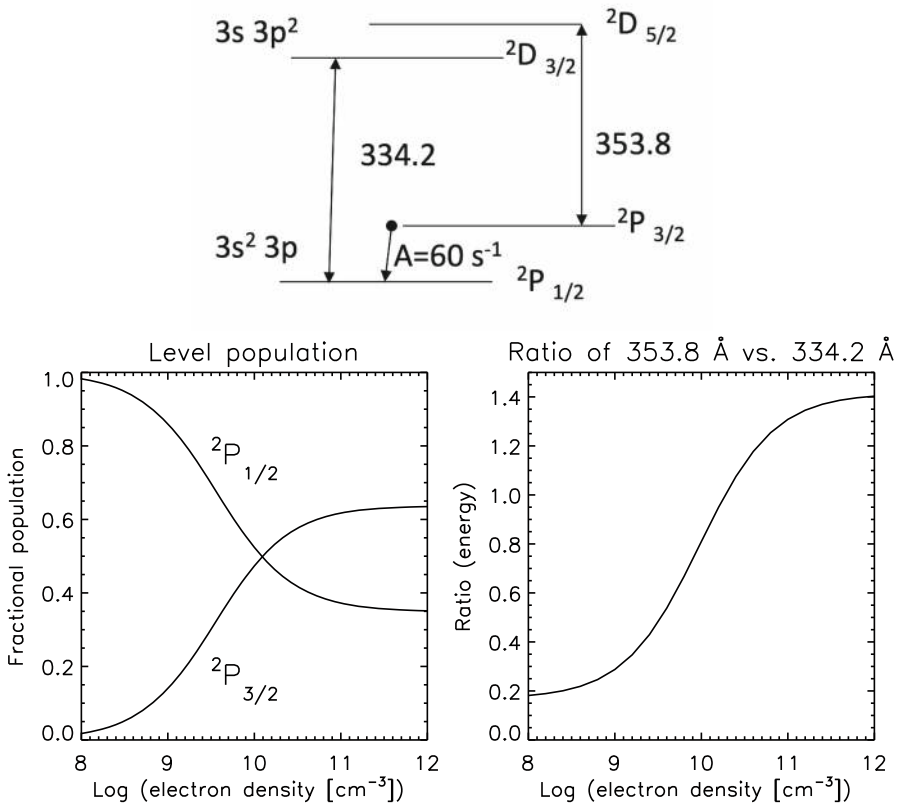 3s 3p²
²D 5/2
²D 3/2
334.2
353.8
²P 3/2
3s² 3p
A=60 s⁻¹
²P 1/2
Level population
Fractional population
1.0
0.8
0.6
0.4
0.2
0.0
²P 1/2
²P 3/2
8 9 10 11 12
Log (electron density [cm⁻³])
Ratio of 353.8 Å vs. 334.2 Å
Ratio (energy)
1.4
1.2
1.0
0.8
0.6
0.4
0.2
0.0
8 9 10 11 12
Log (electron density [cm⁻³])